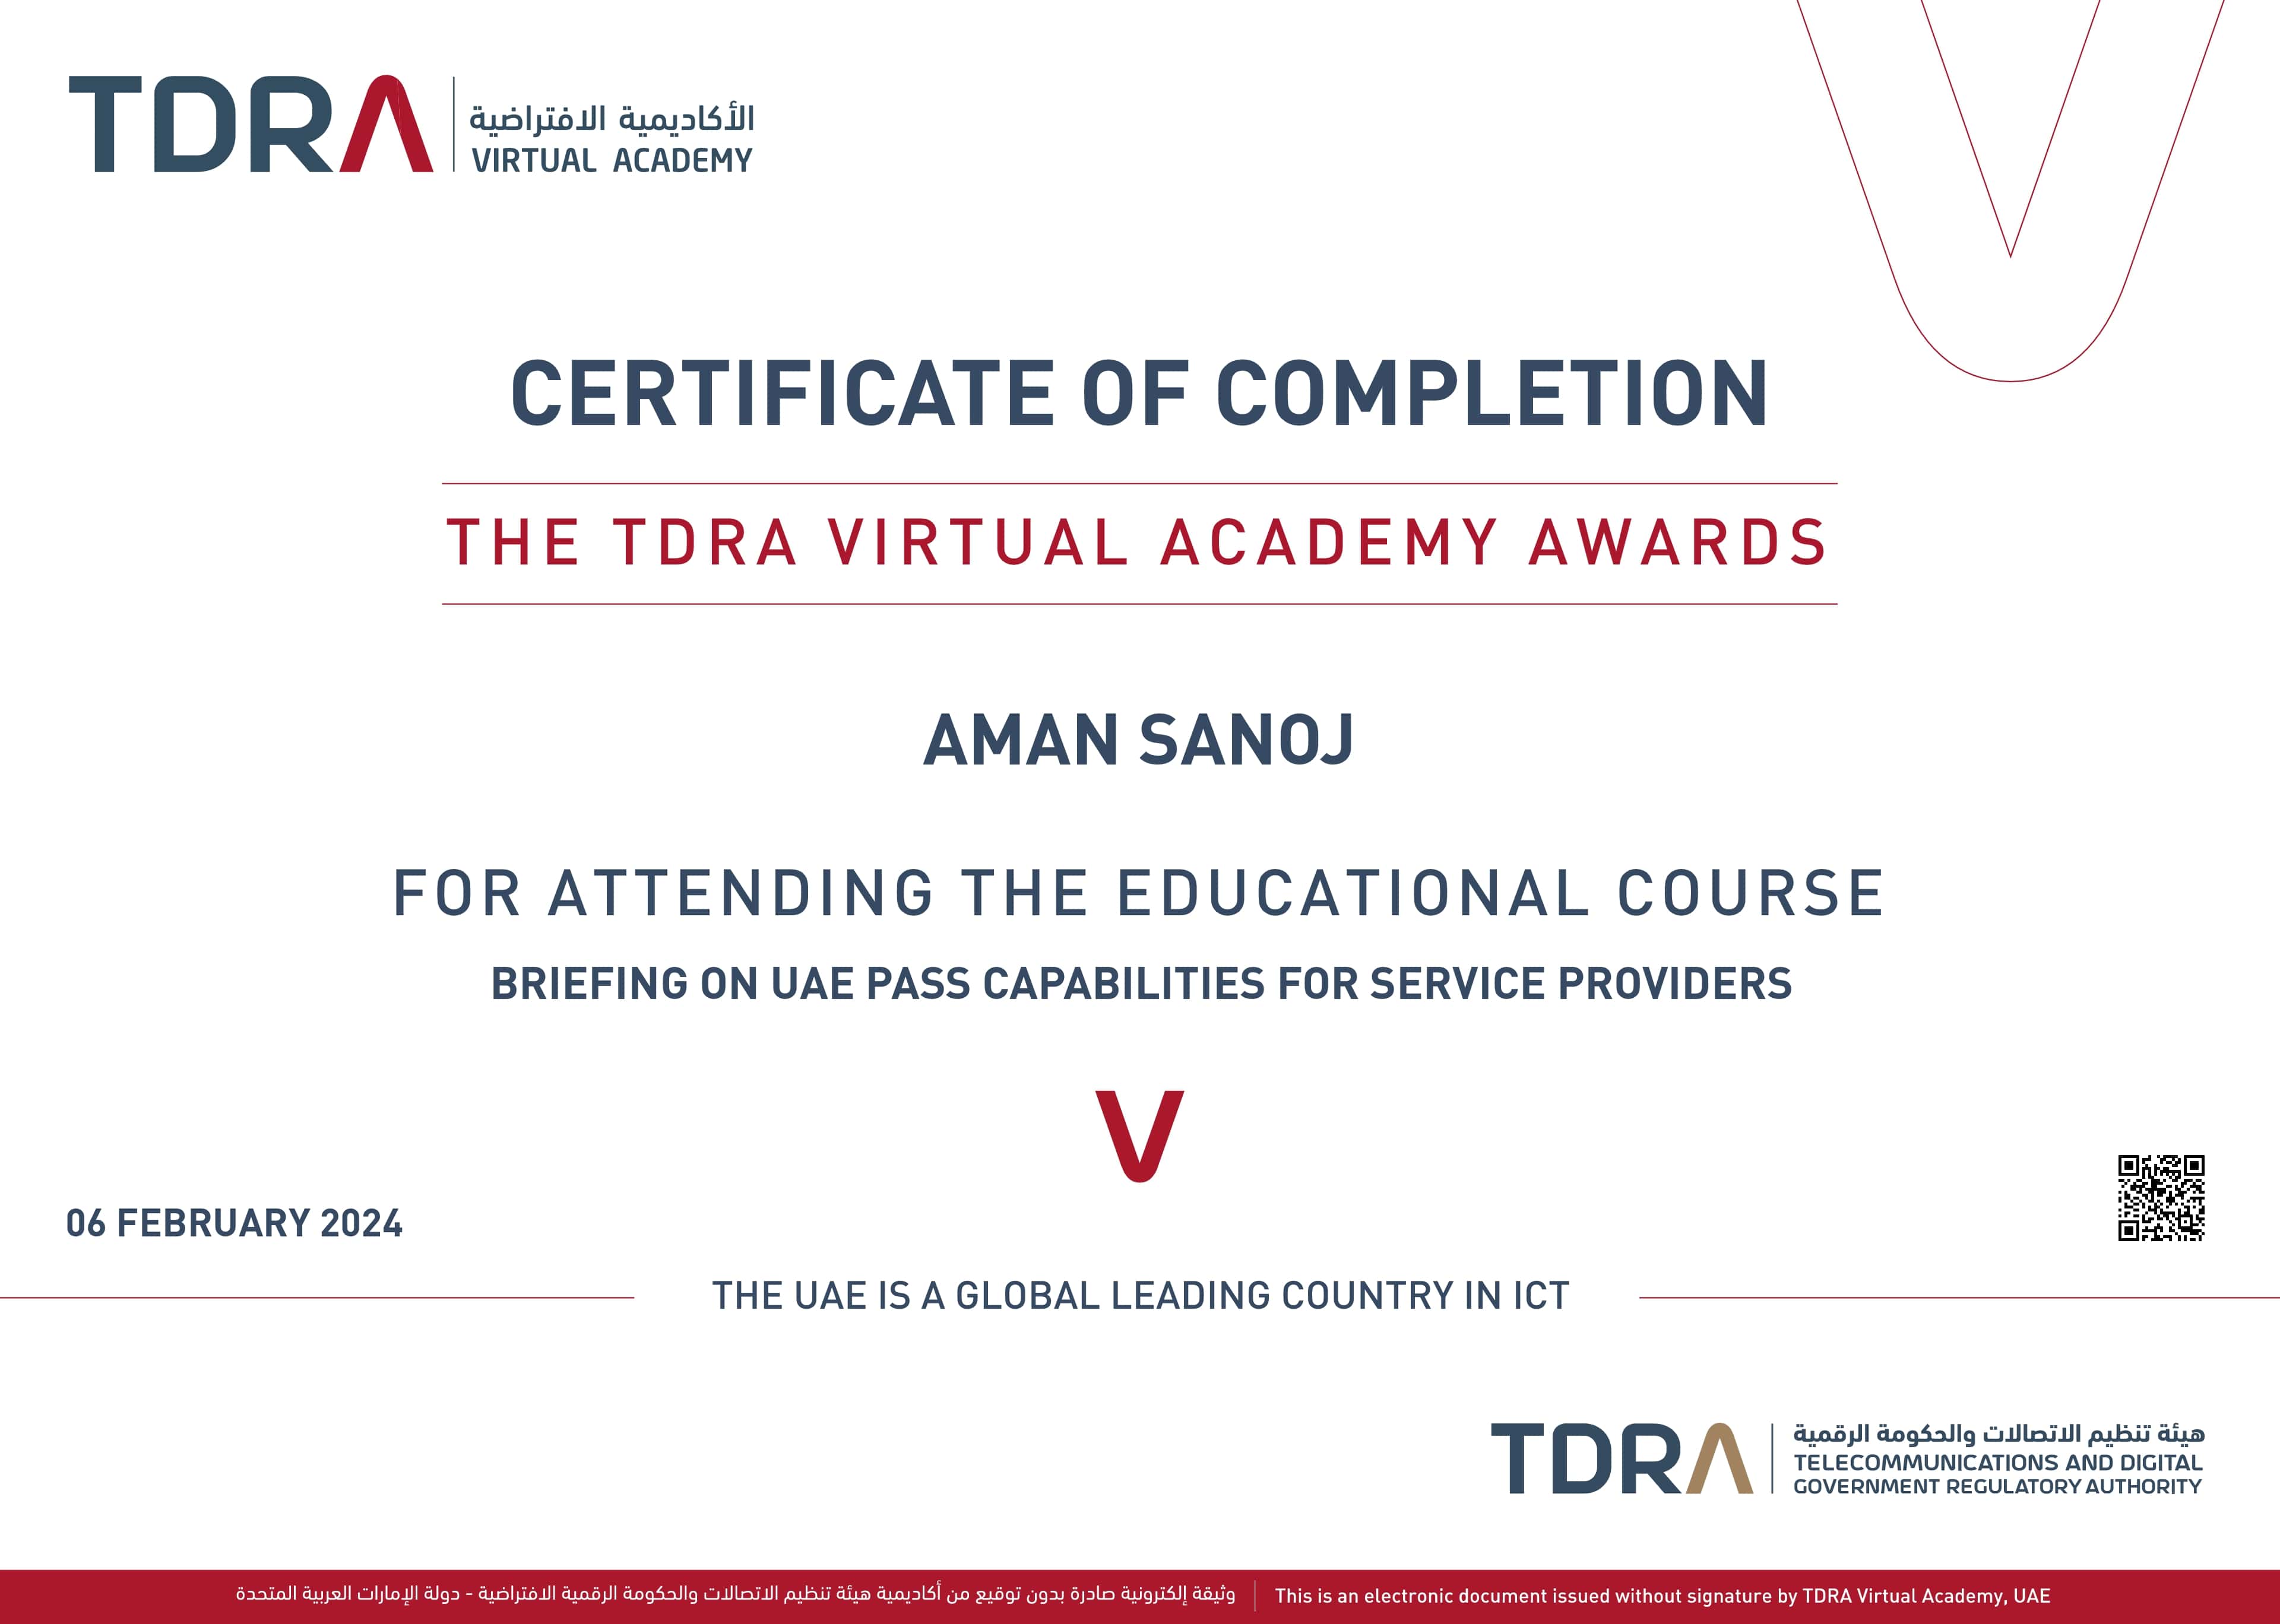 TDRA
الأكاديمية الافتراضية
VIRTUAL ACADEMY
CERTIFICATE OF COMPLETION
THE TDRA VIRTUAL ACADEMY AWARDS
AMAN SANOJ
FOR ATTENDING THE EDUCATIONAL COURSE
BRIEFING ON UAE PASS CAPABILITIES FOR SERVICE PROVIDERS
06 FEBRUARY 2024
THE UAE IS A GLOBAL LEADING COUNTRY IN ICT
TDRA
هيئة تنظيم الاتصالات والحكومة الرقمية
TELECOMMUNICATIONS AND DIGITAL
GOVERNMENT REGULATORY AUTHORITY
وثيقة إلكترونية صادرة بدون توقيع من أكاديمية هيئة تنظيم الاتصالات والحكومة الرقمية الافتراضية - دولة الإمارات العربية المتحدة
This is an electronic document issued without signature by TDRA Virtual Academy, UAE